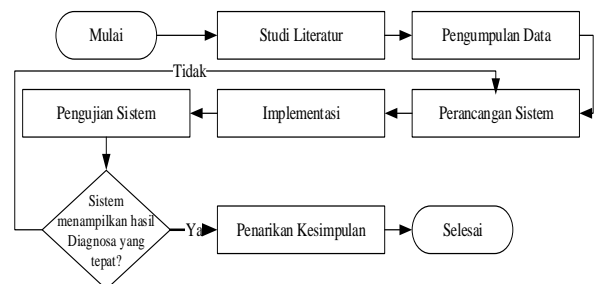 Mulai
Studi Literatur
Pengumpulan Data
Tidak
Pengujian Sistem
Implementasi
Perancangan Sistem
Sistem
menampilkan hasil
Diagnosa yang
tepat?
Ya
Penarikan Kesimpulan
Selesai